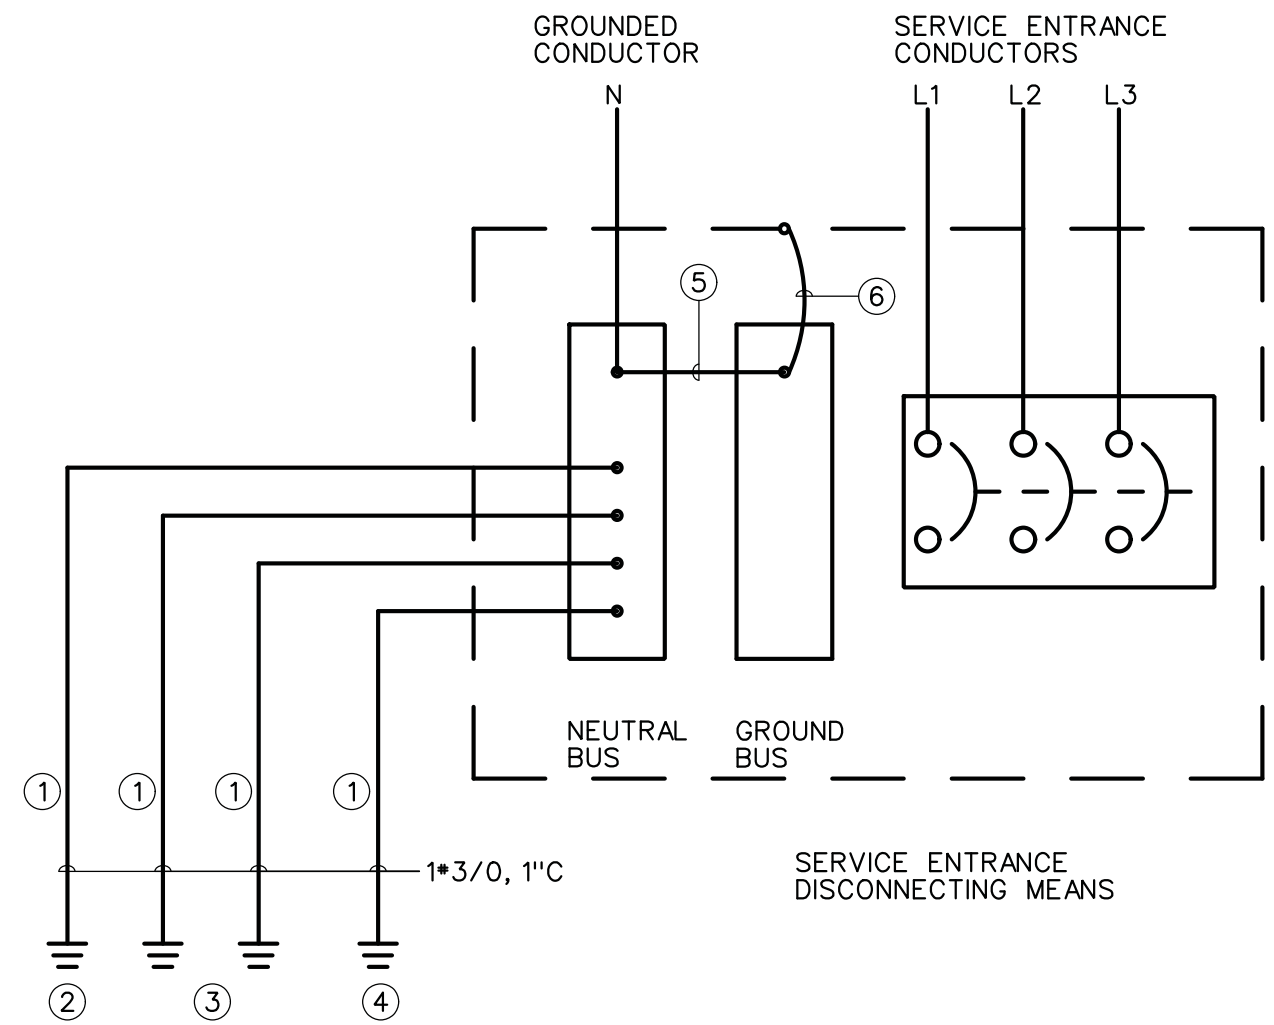 GROUNDED
CONDUCTOR
SERVICE ENTRANCE
CONDUCTORS
N
L1
L2
L3
5
6
NEUTRAL
BUS
GROUND
BUS
1
1
1
1
1#3/0, 1"C
SERVICE ENTRANCE
DISCONNECTING MEANS
2
3
4